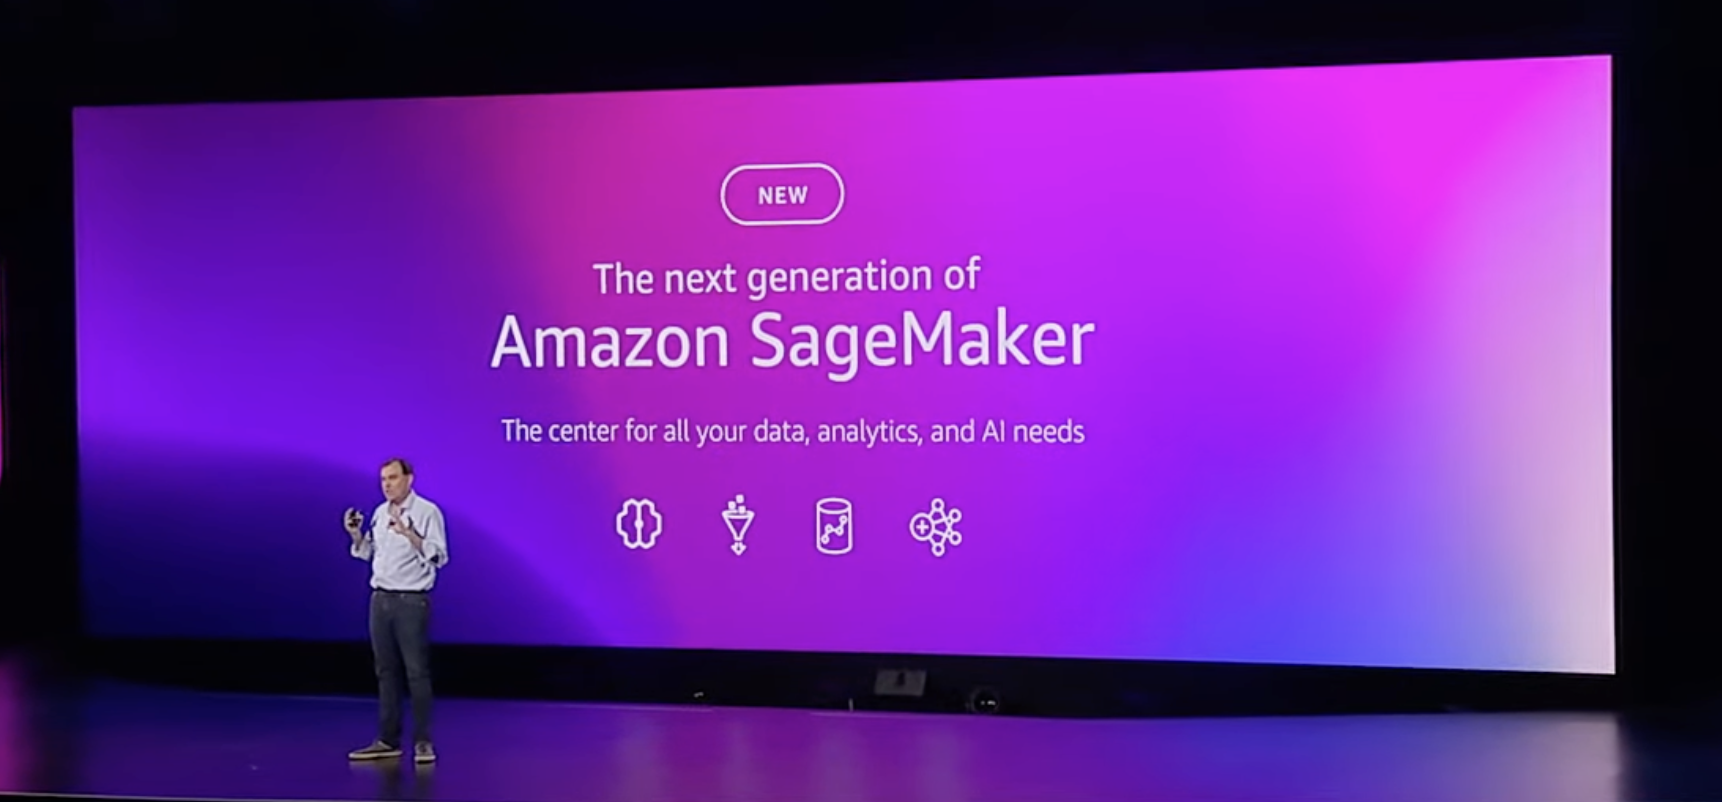 NEW
The next generation of
Amazon SageMaker
The center for all your data, analytics, and AI needs